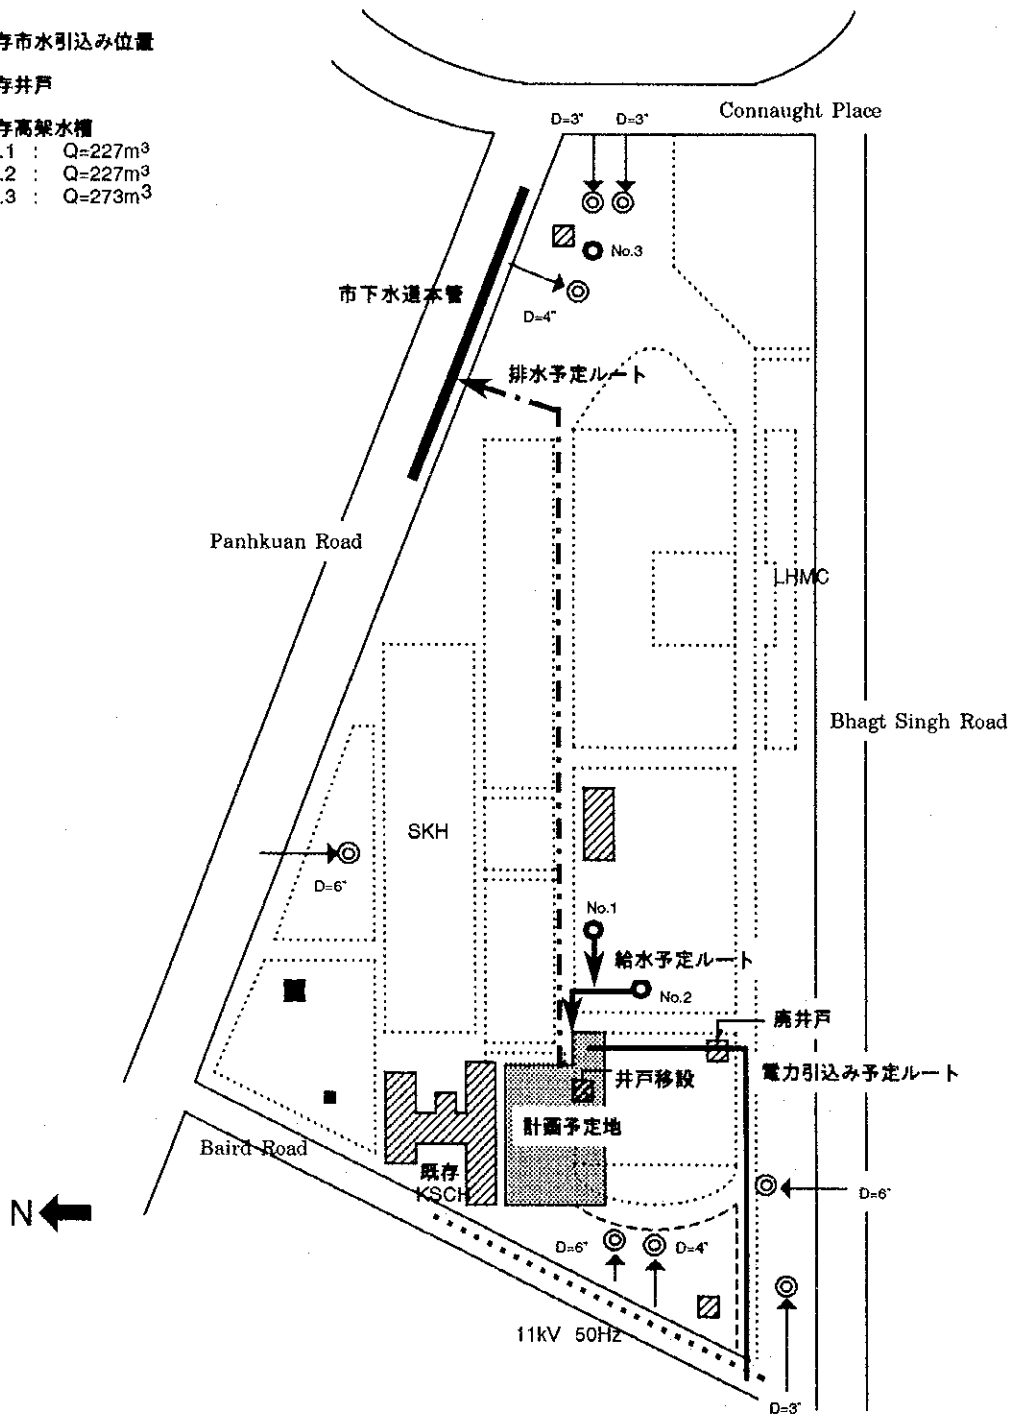 存市水引込み位置
存井戸
存高架水槽
.1 : Q=227m³
.2 : Q=227m³
.3 : Q=273m³
Connaught Place
D=3"
D=3"
No.3
市下水道本管
D=4"
排水予定ルート
Panhkuan Road
LHMC
Bhagt Singh Road
SKH
D=6"
No.1
給水予定ルート
No.2
廃井戸
井戸移設
電力引込み予定ルート
計画予定地
Baird Road
既存
KSCH
N
D=6"
D=6"
D=4"
11kV 50Hz
D=3"